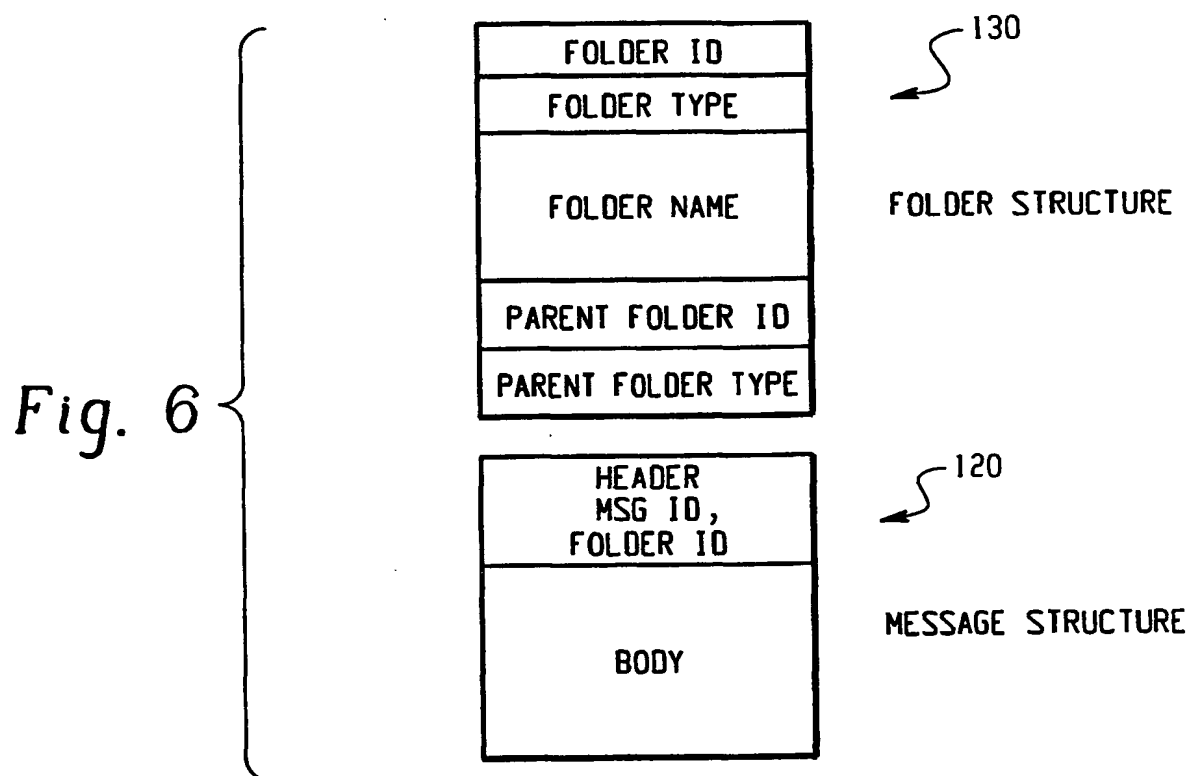 130
FOLDER ID
FOLDER TYPE
FOLDER NAME
FOLDER STRUCTURE
PARENT FOLDER ID
PARENT FOLDER TYPE
Fig. 6
HEADER
MSG ID,
FOLDER ID
120
MESSAGE STRUCTURE
BODY